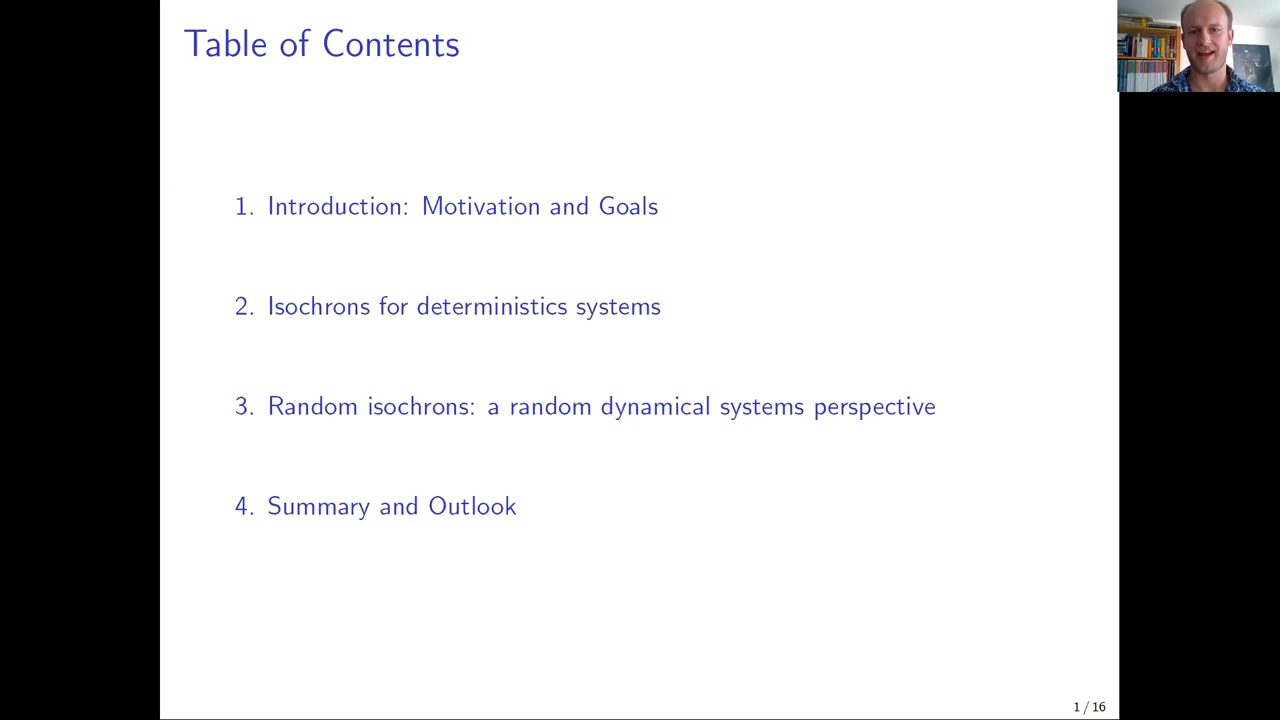 Table of Contents
1. Introduction: Motivation and Goals
2. Isochrons for deterministics systems
3. Random isochrons: a random dynamical systems perspective
4. Summary and Outlook
1 / 16